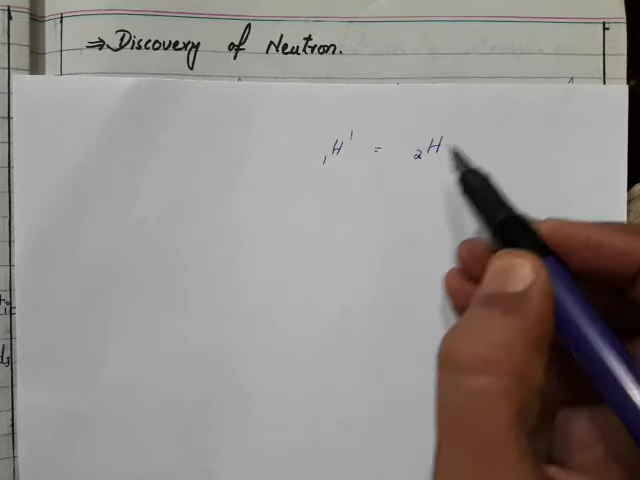 ⇒ Discovery of Neutron.
₁H¹ = ₂H